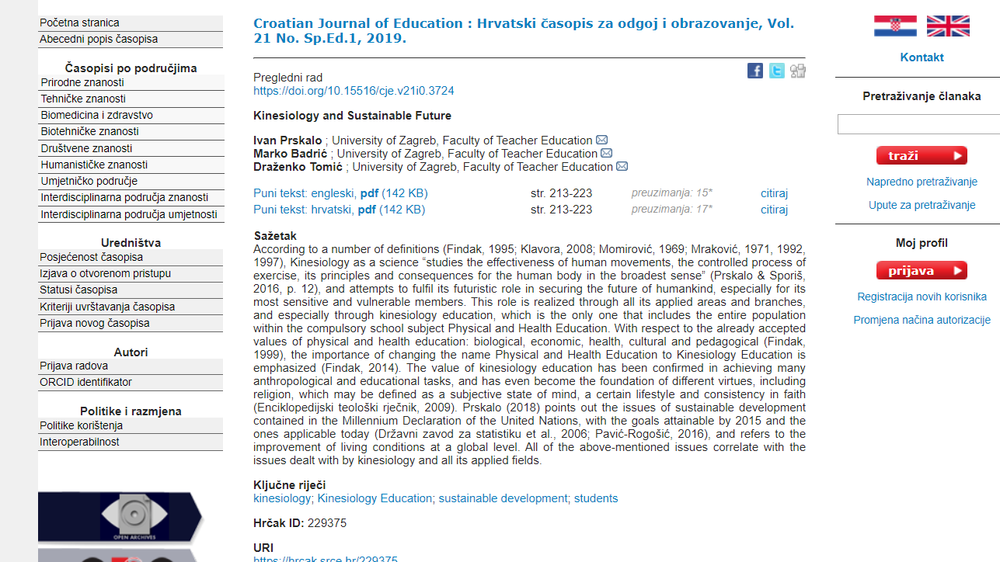 Početna stranica
Abecedni popis časopisa
Časopisi po područjima
Prirodne znanosti
Tehničke znanosti
Biomedicina i zdravstvo
Biotehničke znanosti
Društvene znanosti
Humanističke znanosti
Umjetničko područje
Interdisciplinarna područja znanosti
Interdisciplinarna područja umjetnosti
Uredništva
Posjećenost časopisa
Izjava o otvorenom pristupu
Statusi časopisa
Kriteriji uvrštavanja časopisa
Prijava novog časopisa
Autori
Prijava radova
ORCID identifikator
Politike i razmjena
Politike korištenja
Interoperabilnost
OPEN ARCHIVES
Croatian Journal of Education : Hrvatski časopis za odgoj i obrazovanje, Vol.
21 No. Sp.Ed.1, 2019.
Pregledni rad
https://doi.org/10.15516/cje.v21i0.3724
Kinesiology and Sustainable Future
Ivan Prskalo ; University of Zagreb, Faculty of Teacher Education
Marko Badrić ; University of Zagreb, Faculty of Teacher Education
Draženko Tomić ; University of Zagreb, Faculty of Teacher Education
Puni tekst: engleski, pdf (142 KB) str. 213-223 preuzimanja: 15* citiraj
Puni tekst: hrvatski, pdf (142 KB) str. 213-223 preuzimanja: 17* citiraj
Sažetak
According to a number of definitions (Findak, 1995; Klavora, 2008; Momirović, 1969; Mraković, 1971, 1992,
1997), Kinesiology as a science “studies the effectiveness of human movements, the controlled process of
exercise, its principles and consequences for the human body in the broadest sense” (Prskalo & Sporiš,
2016, p. 12), and attempts to fulfil its futuristic role in securing the future of humankind, especially for its
most sensitive and vulnerable members. This role is realized through all its applied areas and branches,
and especially through kinesiology education, which is the only one that includes the entire population
within the compulsory school subject Physical and Health Education. With respect to the already accepted
values of physical and health education: biological, economic, health, cultural and pedagogical (Findak,
1999), the importance of changing the name Physical and Health Education to Kinesiology Education is
emphasized (Findak, 2014). The value of kinesiology education has been confirmed in achieving many
anthropological and educational tasks, and has even become the foundation of different virtues, including
religion, which may be defined as a subjective state of mind, a certain lifestyle and consistency in faith
(Enciklopedijski teološki rječnik, 2009). Prskalo (2018) points out the issues of sustainable development
contained in the Millennium Declaration of the United Nations, with the goals attainable by 2015 and the
ones applicable today (Državni zavod za statistiku et al., 2006; Pavić-Rogošić, 2016), and refers to the
improvement of living conditions at a global level. All of the above-mentioned issues correlate with the
issues dealt with by kinesiology and all its applied fields.
Ključne riječi
kinesiology; Kinesiology Education; sustainable development; students
Hrčak ID: 229375
URI
https://hrcak.srce.hr/229375
Kontakt
Pretraživanje članaka
traži
Napredno pretraživanje
Upute za pretraživanje
Moj profil
prijava
Registracija novih korisnika
Promjena načina autorizacije